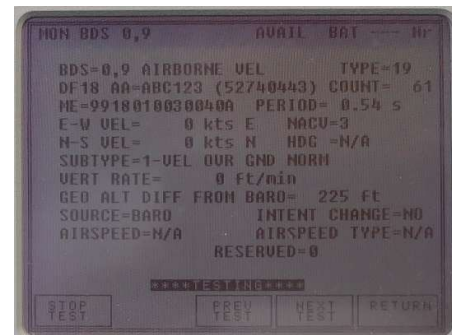 MON BDS 0,9 AVAIL BAT ---- Hr
BDS=0,9 AIRBORNE VEL TYPE=19
DF18 AA=ABC123 (52740443) COUNT= 61
ME=99180180030040A PERIOD= 0.54 s
E-W VEL= 0 kts E NACV=3
N-S VEL= 0 kts N HDG =N/A
SUBTYPE=1-VEL OVR GND NORM
VERT RATE= 0 ft/min
GEO ALT DIFF FROM BARO= 225 ft
SOURCE=BARO INTENT CHANGE=NO
AIRSPEED=N/A AIRSPEED TYPE=N/A
RESERVED=0
****TESTING****
STOP TEST PREV TEST NEXT TEST RETURN